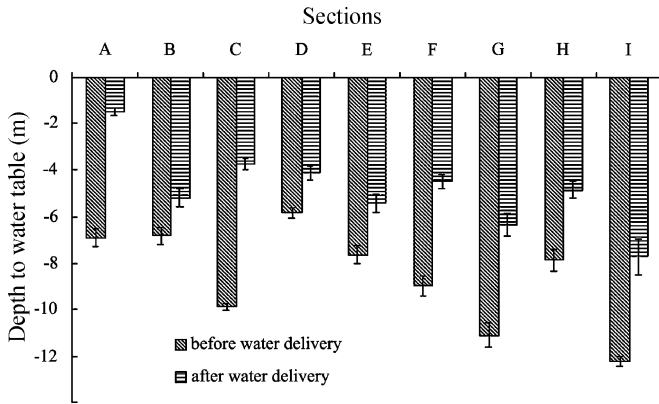 Sections
A B C D E F G H I
0
-2
-4
-6
-8
-10
-12
Depth to water table (m)
before water delivery
after water delivery